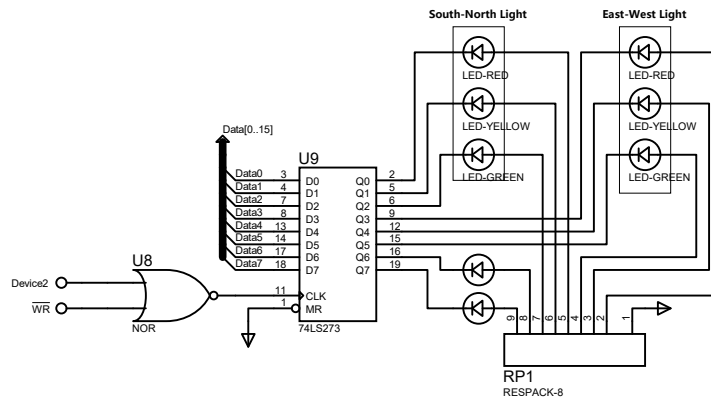 South-North Light
East-West Light
LED-RED
LED-RED
LED-YELLOW
LED-YELLOW
LED-GREEN
LED-GREEN
Data[0..15]
U9
Data0 3 D0 Q0 2
Data1 4 D1 Q1 5
Data2 7 D2 Q2 6
Data3 8 D3 Q3 9
Data4 13 D4 Q4 12
Data5 14 D5 Q5 15
Data6 17 D6 Q6 16
Data7 18 D7 Q7 19
U8
Device2
11 CLK
WR
1 MR
NOR
74LS273
9 8 7 6 5 4 3 2 1
RP1
RESPACK-8